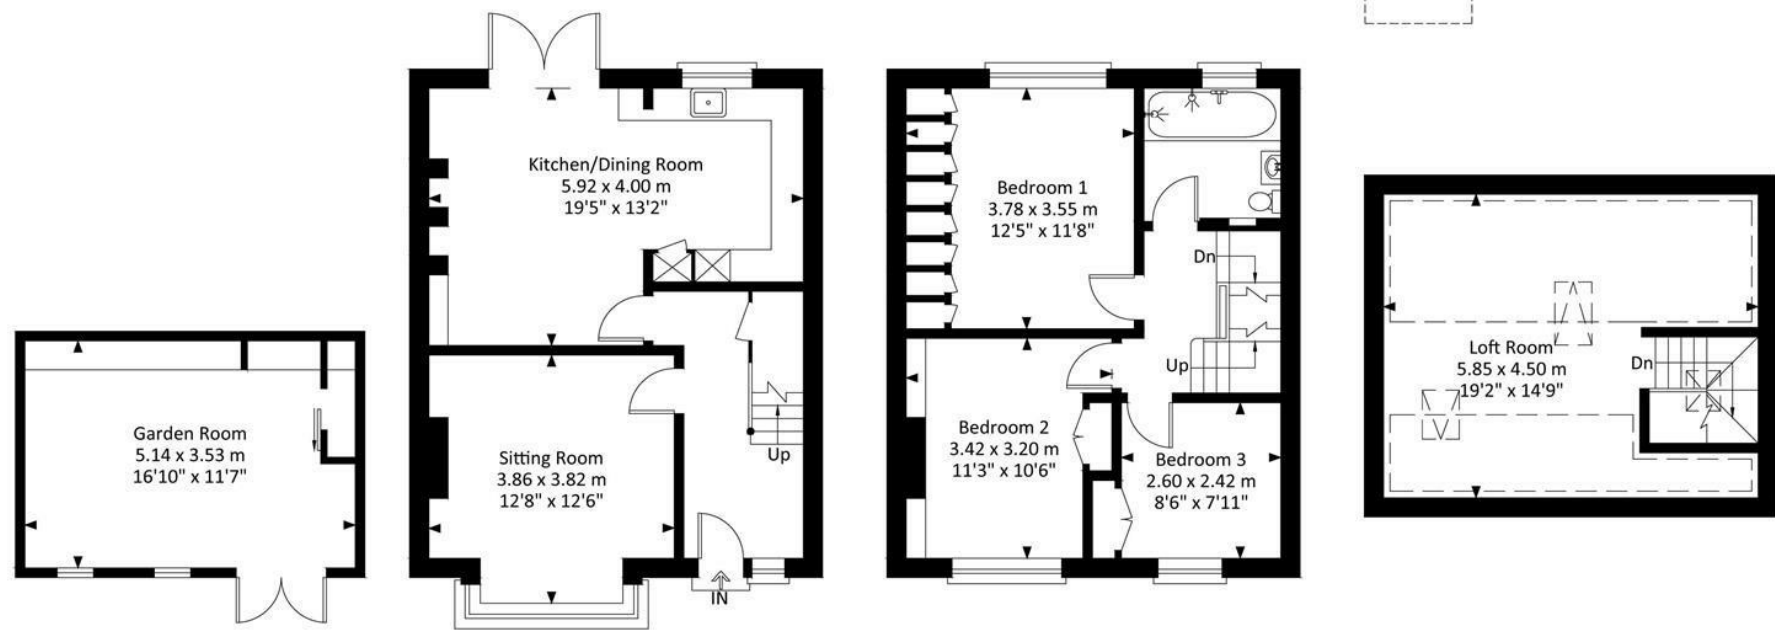 Garden Room
5.14 x 3.53 m
16'10" x 11'7"
Kitchen/Dining Room
5.92 x 4.00 m
19'5" x 13'2"
Sitting Room
3.86 x 3.82 m
12'8" x 12'6"
Up
IN
Bedroom 1
3.78 x 3.55 m
12'5" x 11'8"
Dn
Up
Bedroom 2
3.42 x 3.20 m
11'3" x 10'6"
Bedroom 3
2.60 x 2.42 m
8'6" x 7'11"
Loft Room
5.85 x 4.50 m
19'2" x 14'9"
Dn